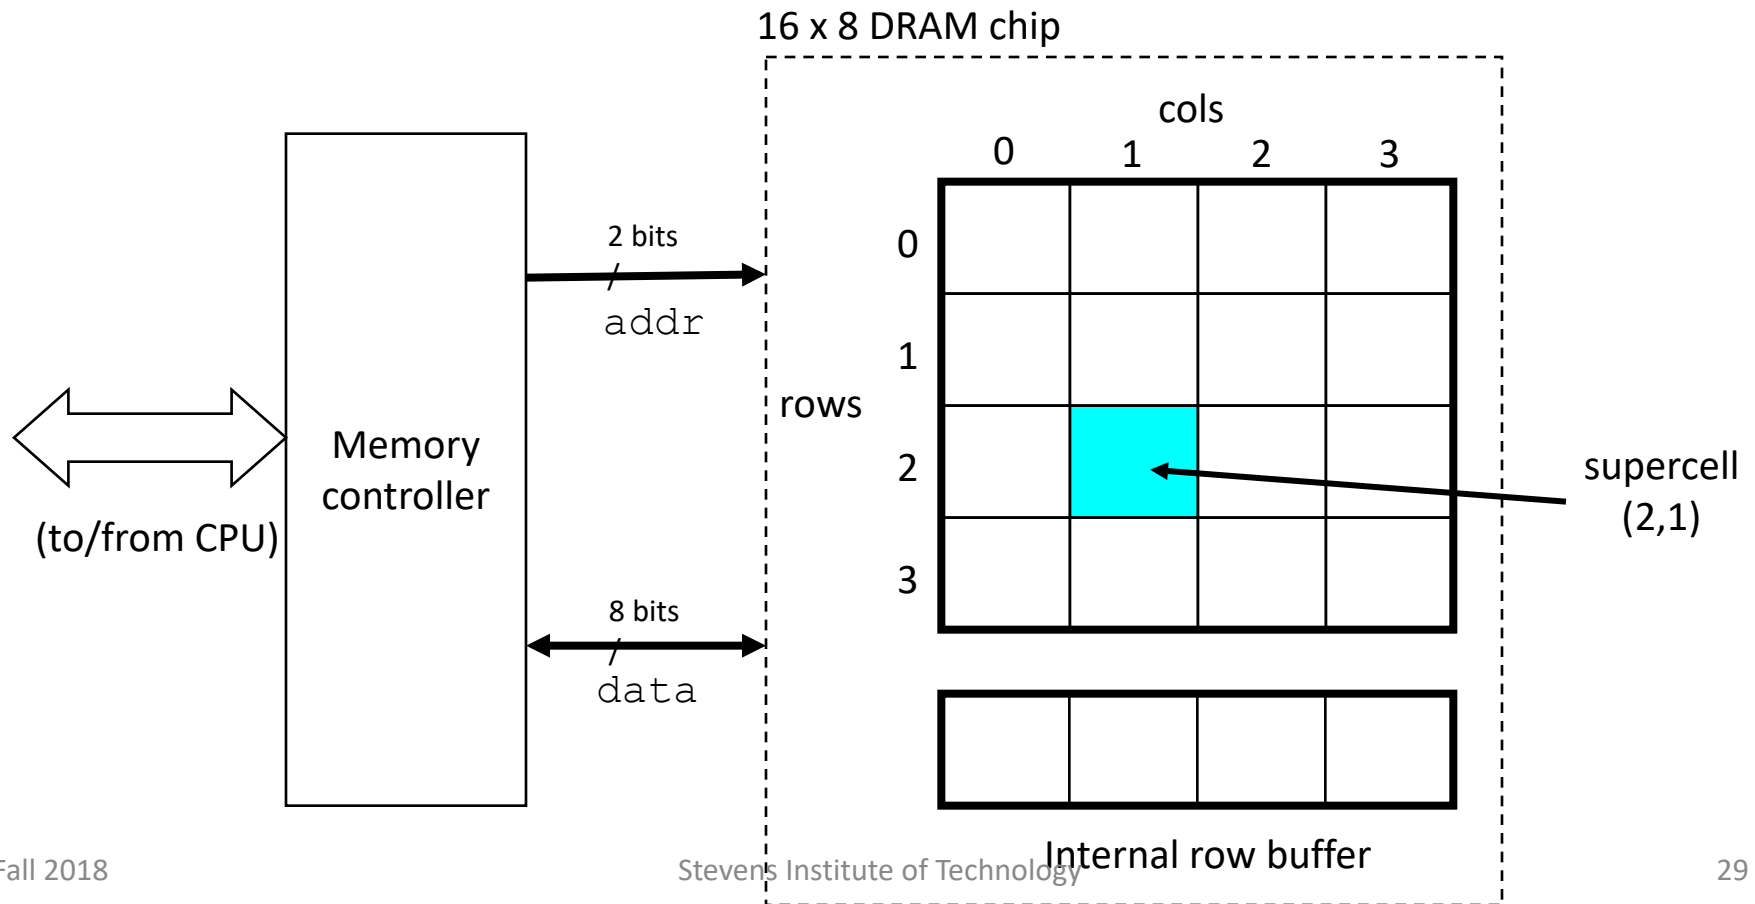 16 x 8 DRAM chip
cols
0 1 2 3
0
2 bits
addr
1
rows
Memory
controller
2
supercell
(2,1)
(to/from CPU)
3
8 bits
data
Internal row buffer
Fall 2018
Stevens Institute of Technology
29